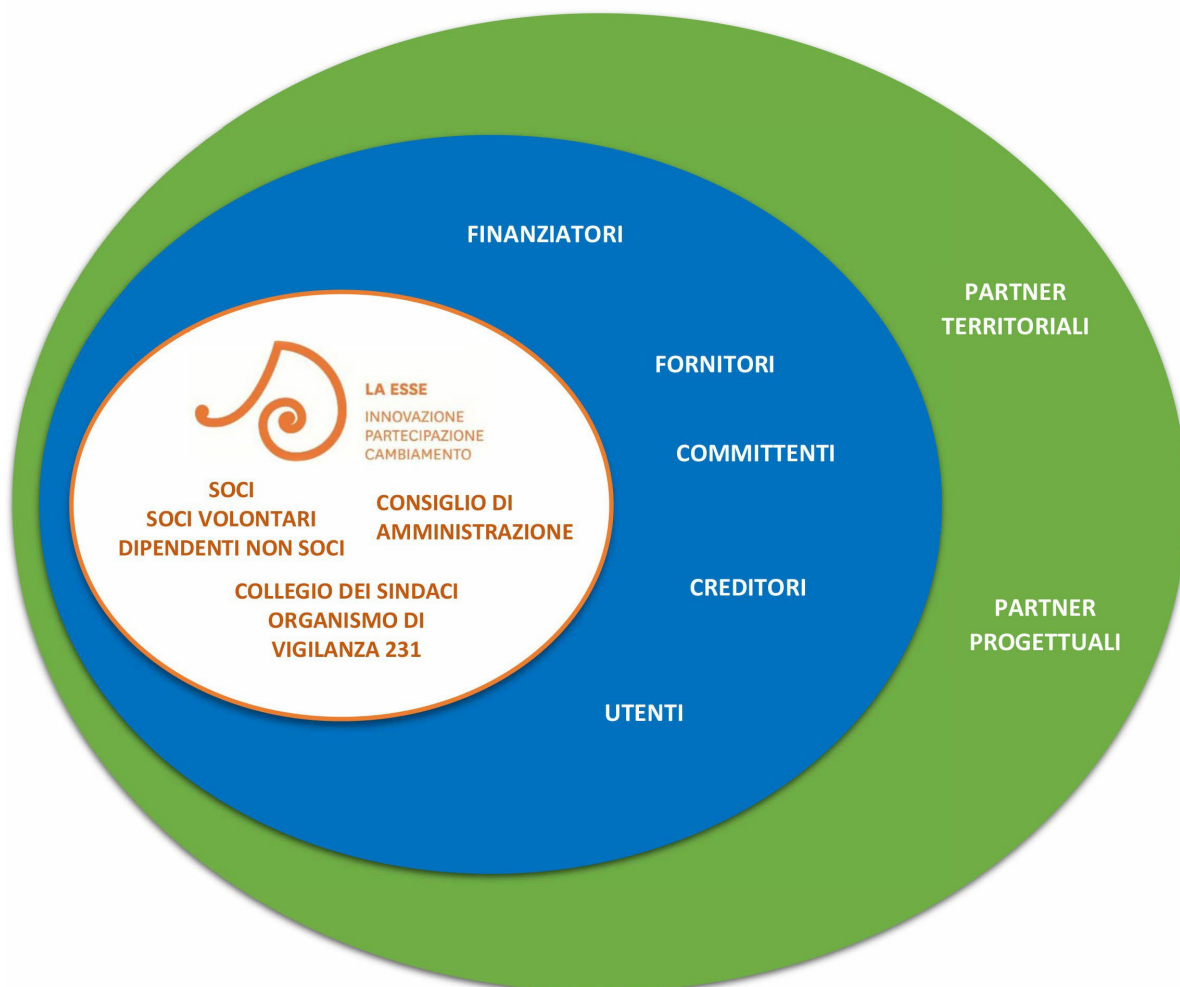 FINANZIATORI
PARTNER
TERRITORIALI
FORNITORI
LA ESSE
INNOVAZIONE
PARTECIPAZIONE
CAMBIAMENTO
COMMITTENTI
SOCI
SOCI VOLONTARI
DIPENDENTI NON SOCI
CONSIGLIO DI
AMMINISTRAZIONE
COLLEGIO DEI SINDACI
ORGANISMO DI
VIGILANZA 231
CREDITORI
PARTNER
PROGETTUALI
UTENTI